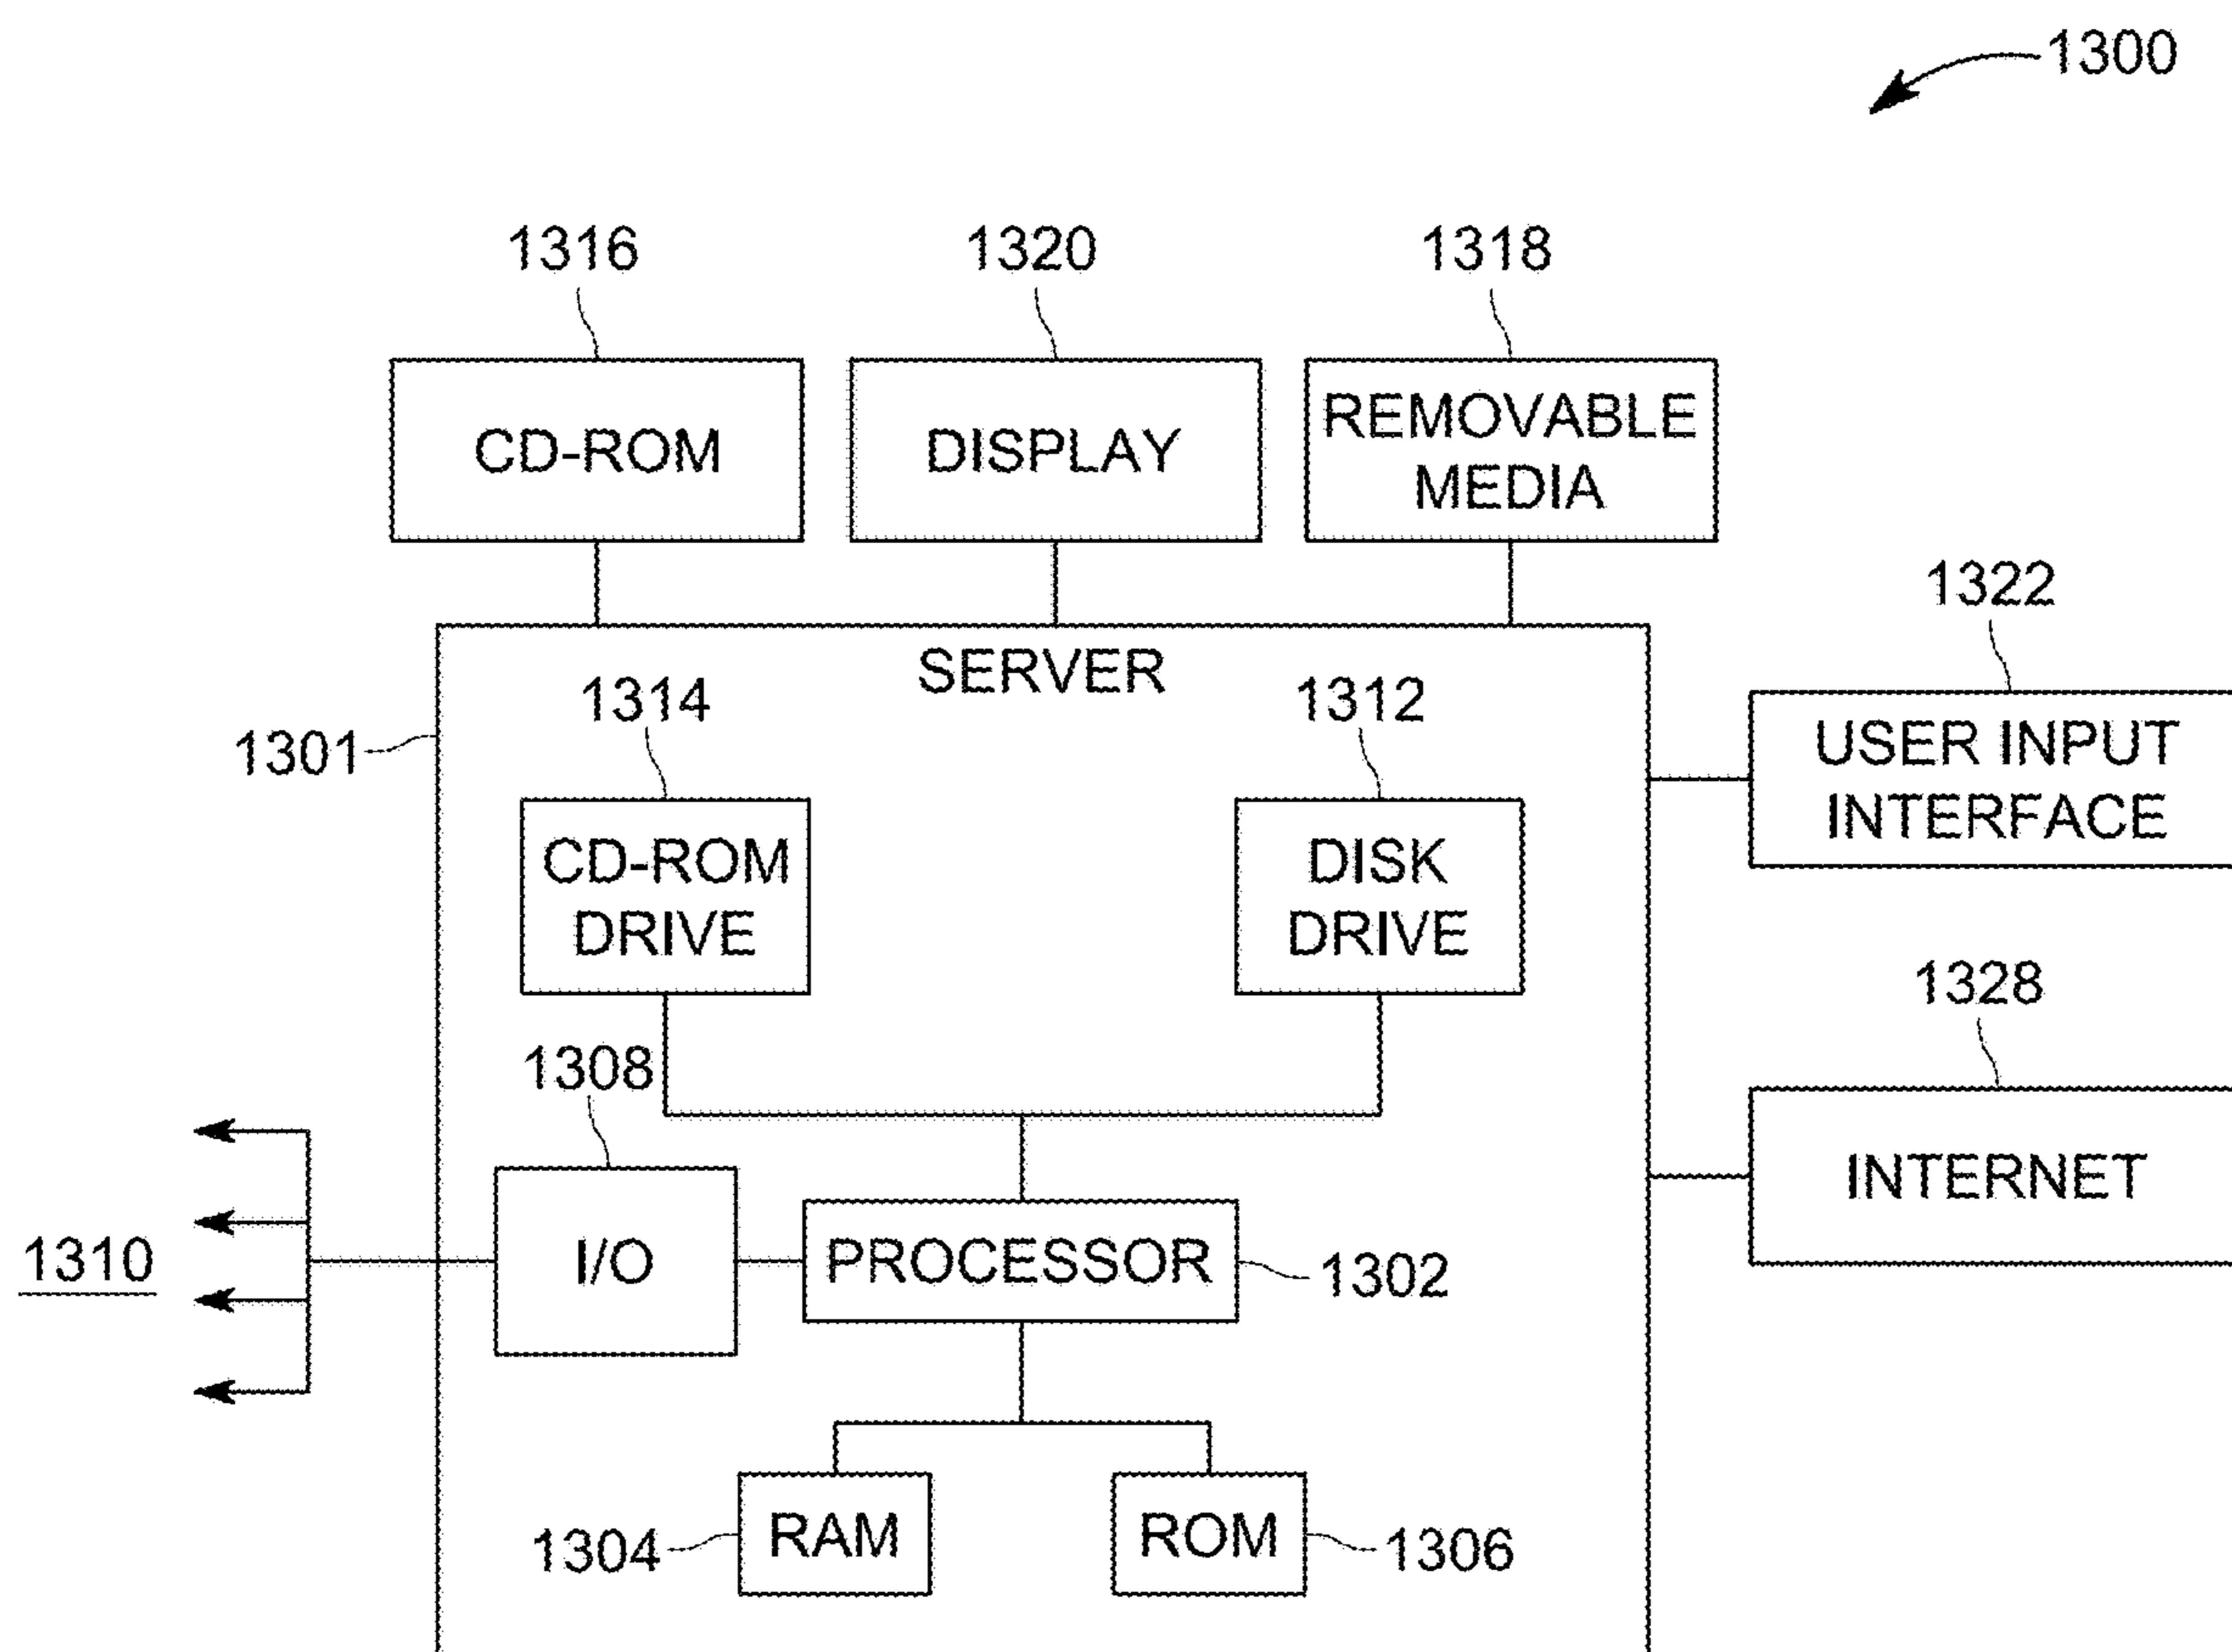 1300
1316
1320
1318
CD-ROM
DISPLAY
REMOVABLE
MEDIA
1322
SERVER
1314
1312
1301
USER INPUT
INTERFACE
CD-ROM
DRIVE
DISK
DRIVE
1328
1308
INTERNET
1310
I/O
PROCESSOR
1302
1304
RAM
ROM
1306